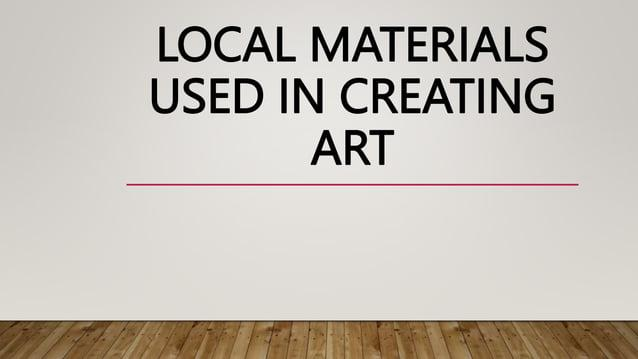 LOCAL MATERIALS
USED IN CREATING
ART